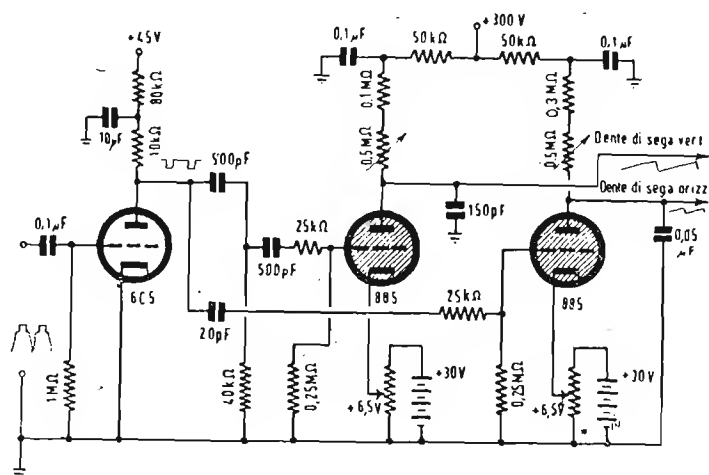 +300V
0,1µF
50kΩ
50kΩ
0,1µF
+45V
80kΩ
10µF
10kΩ
0.1MΩ
0,3MΩ
0.5MΩ
0.5MΩ
Dente di sega vert
Dente di sega orizz
500pF
0,1µF
25kΩ
150pF
0,05 µF
500pF
6C5
885
885
20pF
25kΩ
1MΩ
40kΩ
0,25MΩ
+6,5V
+30V
0,25MΩ
+6,5V
+30V